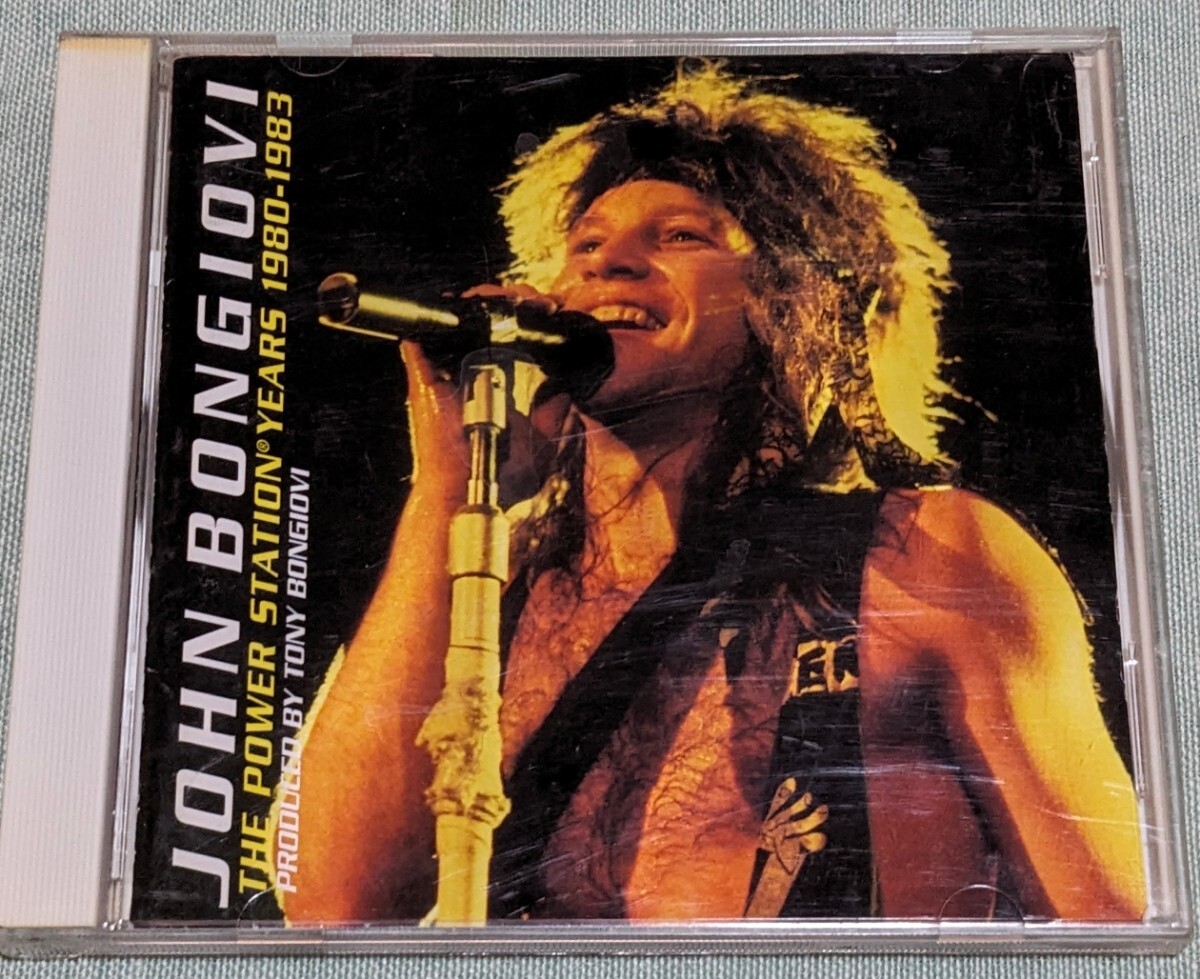 JOHN BONGIOVI
THE POWER STATION® YEARS 1980-1983
PRODUCED BY TONY BONGIOVI